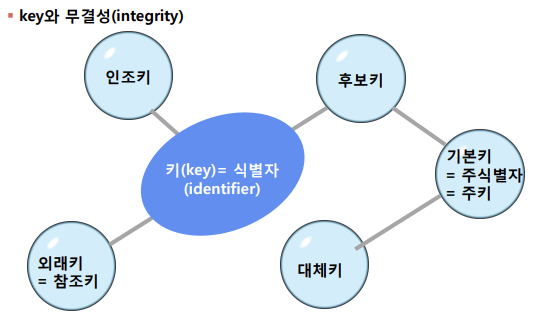 key와 무결성(integrity)
인조키
후보키
키(key)= 식별자
(identifier)
기본키
= 주식별자
= 주키
외래키
= 참조키
대체키